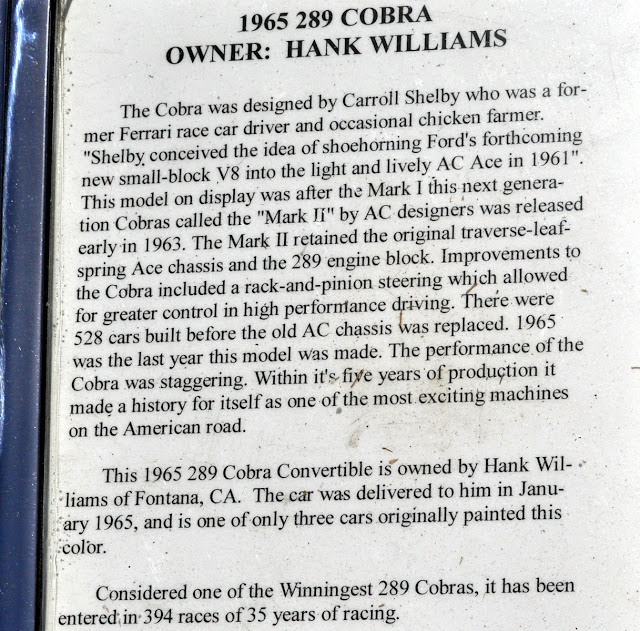 1965 289 COBRA
OWNER: HANK WILLIAMS
The Cobra was designed by Carroll Shelby who was a for-
mer Ferrari race car driver and occasional chicken farmer.
"Shelby conceived the idea of shoehorning Ford's forthcoming
new small-block V8 into the light and lively AC Ace in 1961".
This model on display was after the Mark I this next genera-
tion Cobras called the "Mark II" by AC designers was released
early in 1963. The Mark II retained the original traverse-leaf-
spring Ace chassis and the 289 engine block. Improvements to
the Cobra included a rack-and-pinion steering which allowed
for greater control in high performance driving. There were
528 cars built before the old AC chassis was replaced. 1965
was the last year this model was made. The performance of the
Cobra was staggering. Within it's five years of production it
made a history for itself as one of the most exciting machines
on the American road.
This 1965 289 Cobra Convertible is owned by Hank Wil-
liams of Fontana, CA. The car was delivered to him in Janu-
ary 1965, and is one of only three cars originally painted this
color.
Considered one of the Winningest 289 Cobras, it has been
entered in 394 races of 35 years of racing.